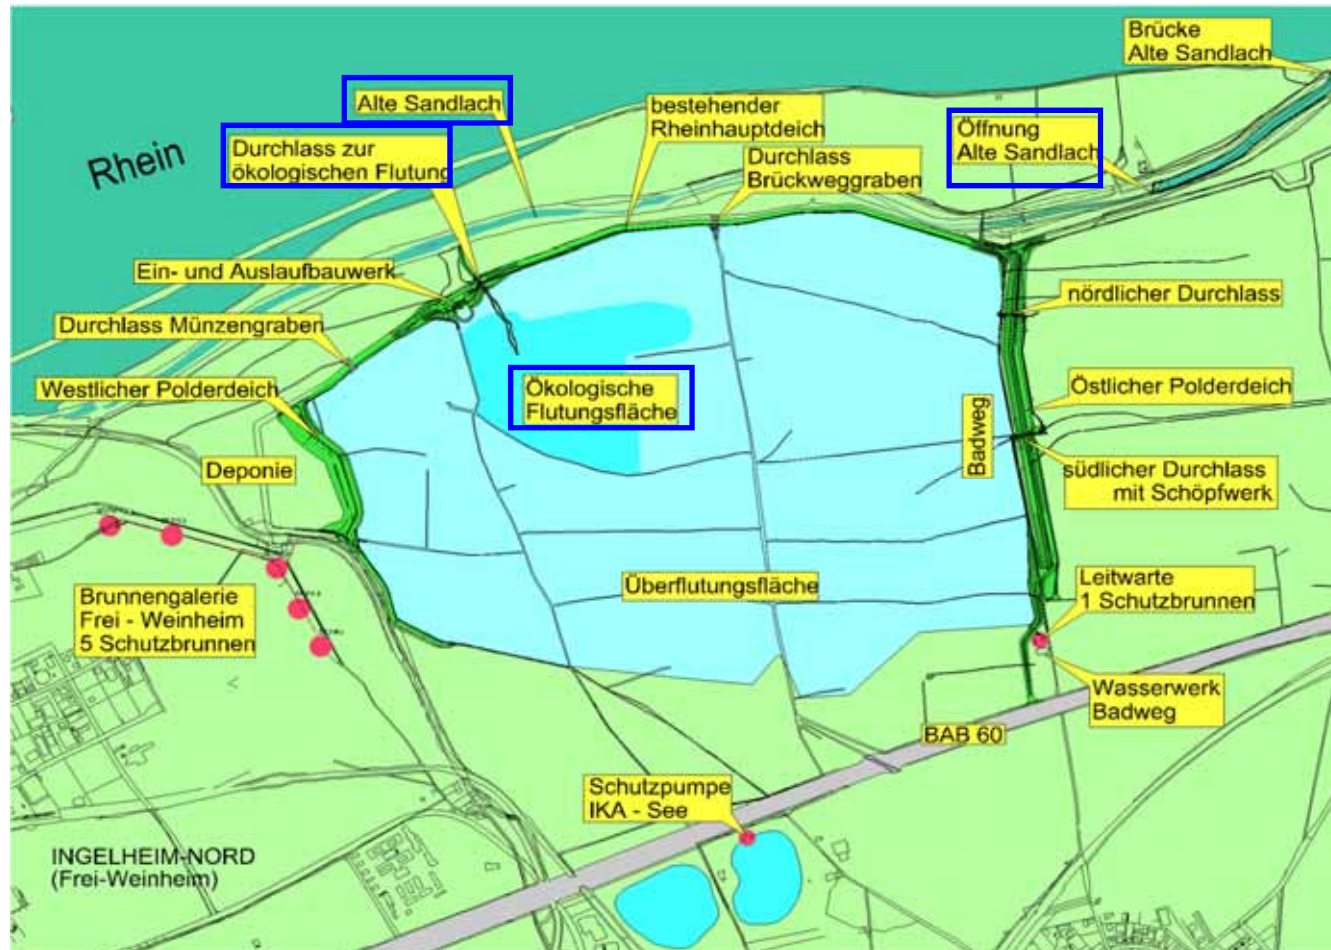 Brücke
Alte Sandlach
Alte Sandlach
bestehender
Rheinhauptdeich
Öffnung
Alte Sandlach
Rhein
Durchlass zur
ökologischen Flutung
Durchlass
Brückweggraben
Ein- und Auslaufbauwerk
nördlicher Durchlass
Durchlass Münzengraben
Westlicher Polderdeich
Ökologische
Flutungsfläche
Östlicher Polderdeich
Badweg
Deponie
südlicher Durchlass
mit Schöpfwerk
Brunnengalerie
Frei - Weinheim
5 Schutzbrunnen
Überflutungsfläche
Leitwarte
1 Schutzbrunnen
Wasserwerk
Badweg
BAB 60
Schutzpumpe
IKA - See
INGELHEIM-NORD
(Frei-Weinheim)